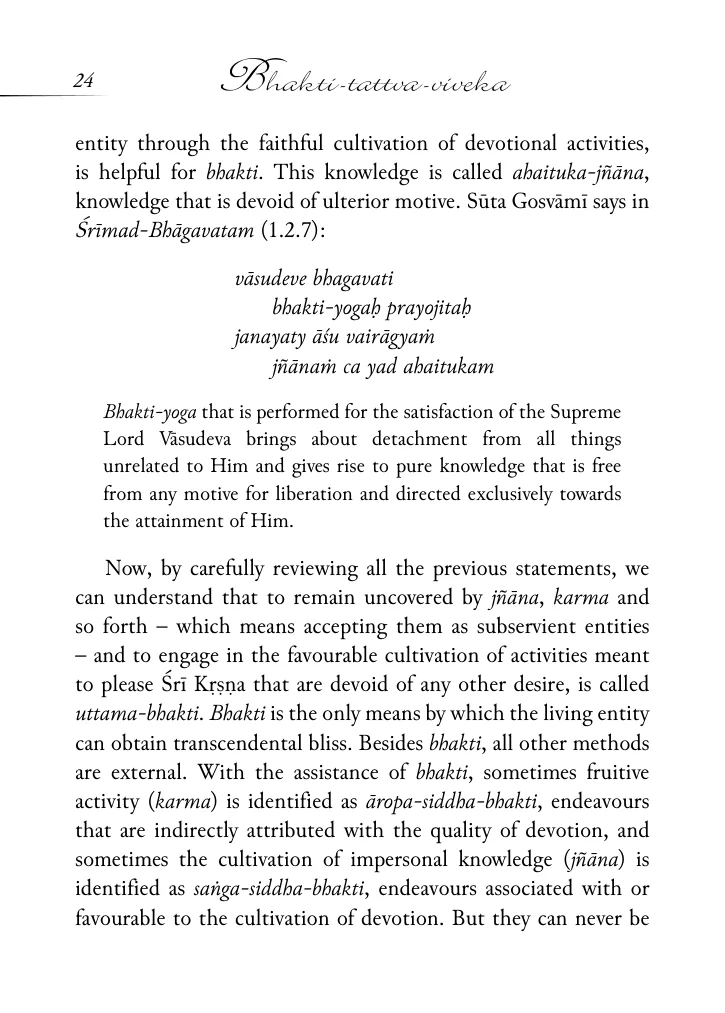 24
Bhakti-tattva-viveka
entity through the faithful cultivation of devotional activities,
is helpful for bhakti. This knowledge is called ahaituka-jñāna,
knowledge that is devoid of ulterior motive. Sūta Gosvāmī says in
Śrīmad-Bhāgavatam (1.2.7):
vāsudeve bhagavati
bhakti-yogaḥ prayojitaḥ
janayaty āśu vairāgyaṁ
jñānaṁ ca yad ahaitukam
Bhakti-yoga that is performed for the satisfaction of the Supreme
Lord Vāsudeva brings about detachment from all things
unrelated to Him and gives rise to pure knowledge that is free
from any motive for liberation and directed exclusively towards
the attainment of Him.
Now, by carefully reviewing all the previous statements, we
can understand that to remain uncovered by jñāna, karma and
so forth – which means accepting them as subservient entities
– and to engage in the favourable cultivation of activities meant
to please Śrī Kṛṣṇa that are devoid of any other desire, is called
uttama-bhakti. Bhakti is the only means by which the living entity
can obtain transcendental bliss. Besides bhakti, all other methods
are external. With the assistance of bhakti, sometimes fruitive
activity (karma) is identified as āropa-siddha-bhakti, endeavours
that are indirectly attributed with the quality of devotion, and
sometimes the cultivation of impersonal knowledge (jñāna) is
identified as saṅga-siddha-bhakti, endeavours associated with or
favourable to the cultivation of devotion. But they can never be